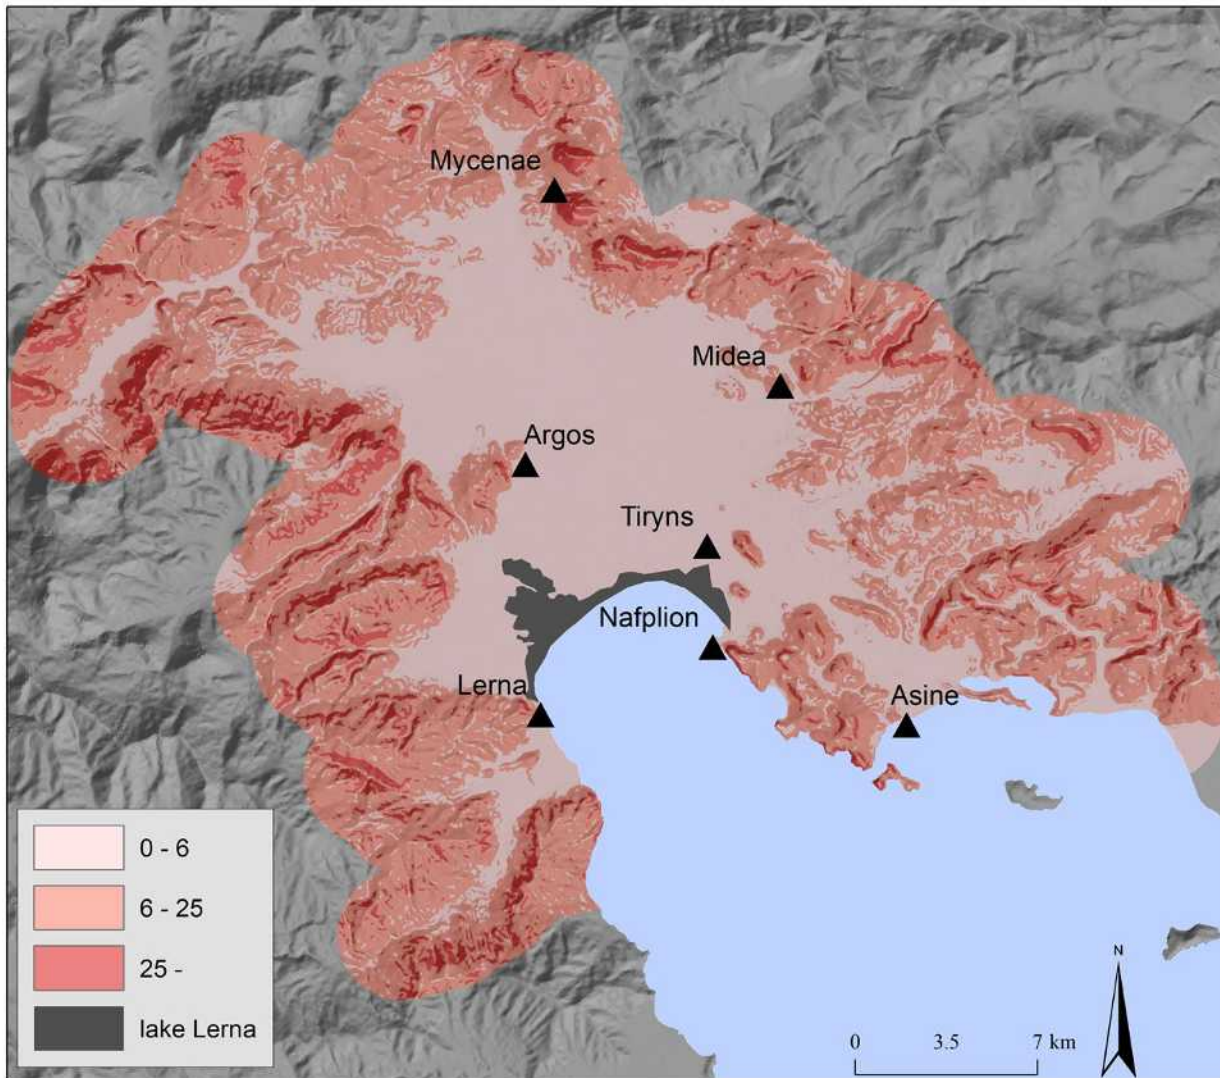 Mycenae
Midea
Argos
Tiryns
Nafplion
Lerna
Asine
0 - 6
6 - 25
25 -
lake Lerna
N
0 3.5 7 km